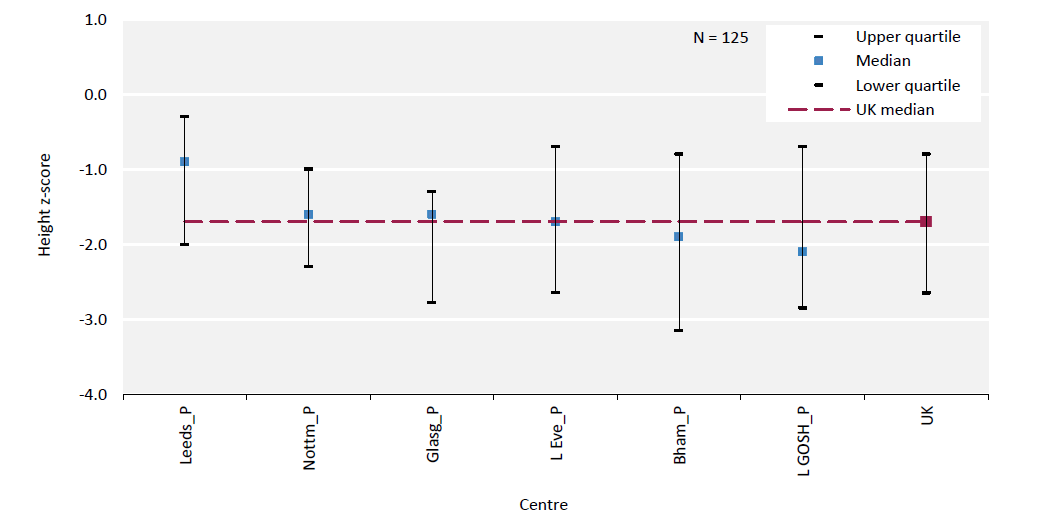 1.0
0.0
-1.0
-2.0
-3.0
-4.0
Height z-score
N = 125
Upper quartile
Median
Lower quartile
UK median
Leeds_P
Nottm_P
Glasg_P
L Eve_P
Bham_P
L GOSH_P
UK
Centre